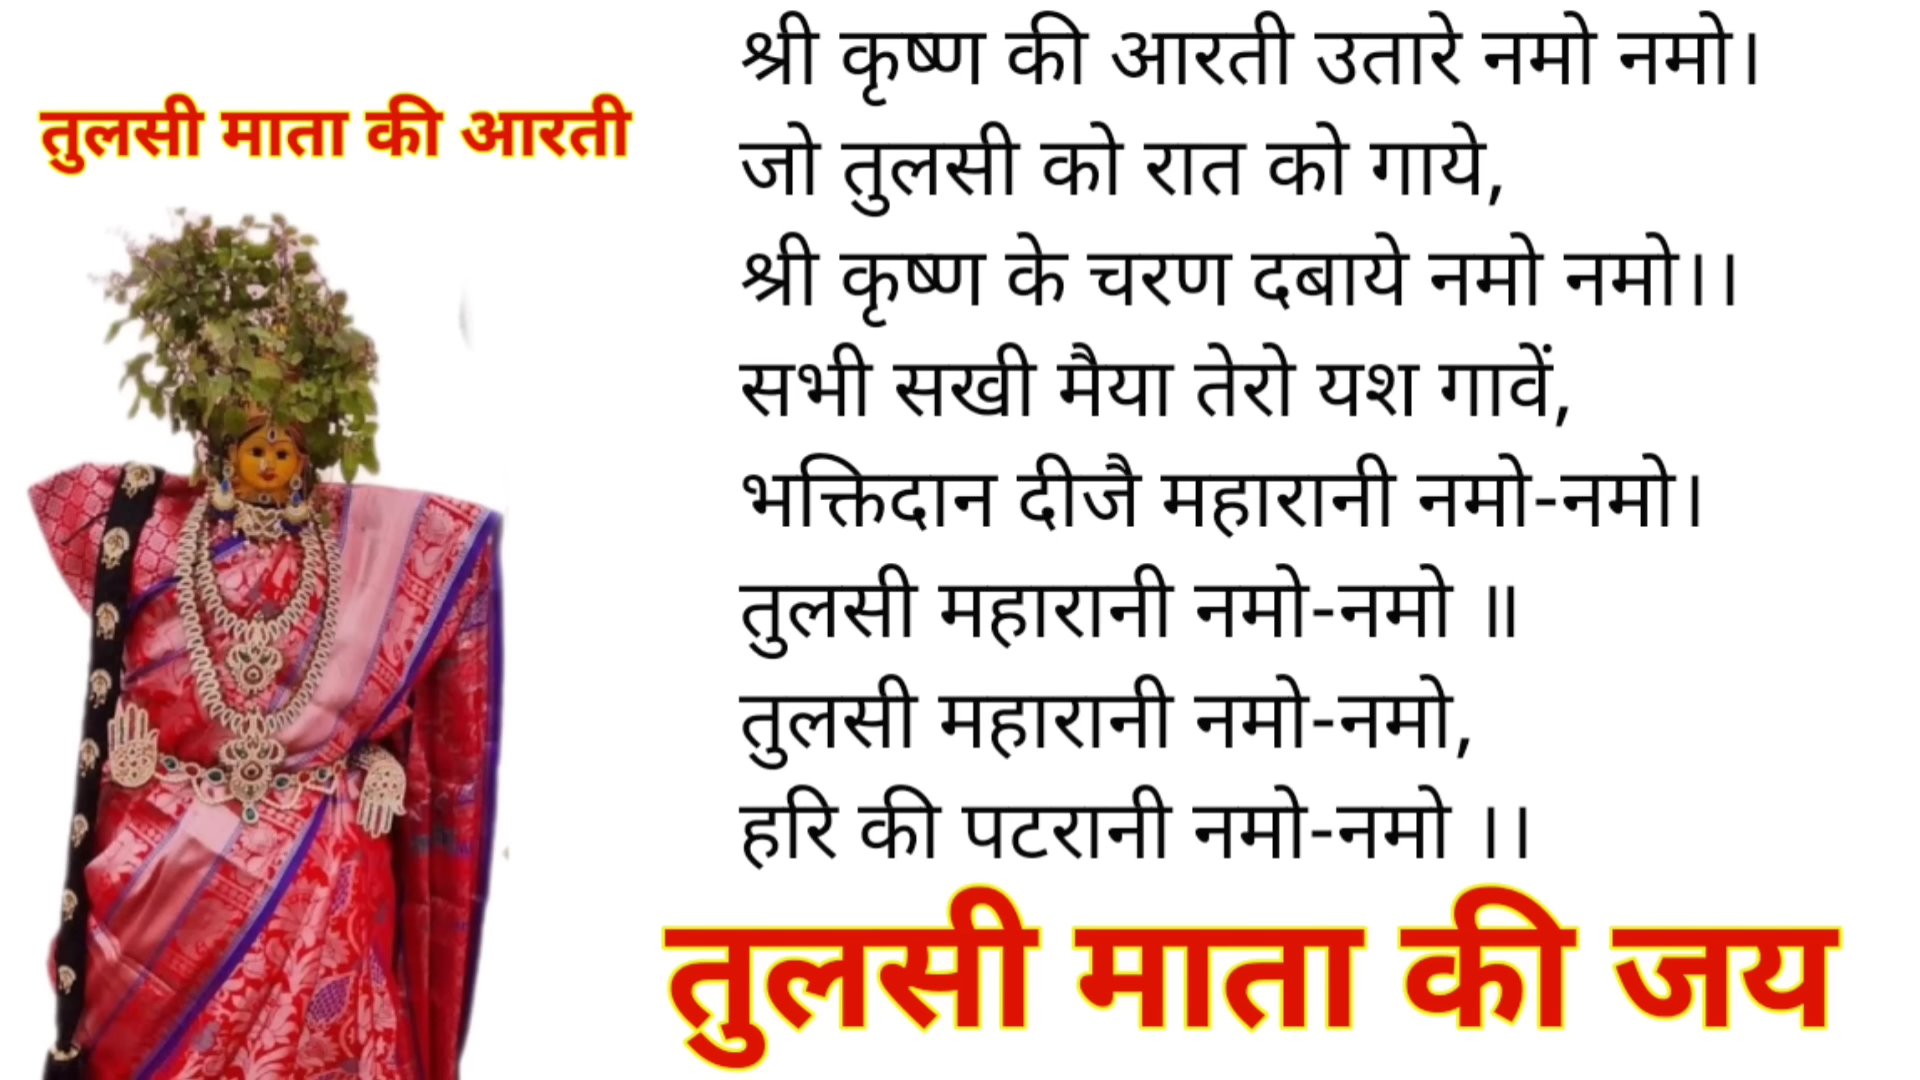 तुलसी माता की आरती
श्री कृष्ण की आरती उतारे नमो नमो।
जो तुलसी को रात को गाये,
श्री कृष्ण के चरण दबाये नमो नमो।।
सभी सखी मैया तेरो यश गावें,
भक्तिदान दीजै महारानी नमो-नमो।
तुलसी महारानी नमो-नमो ॥
तुलसी महारानी नमो-नमो,
हरि की पटरानी नमो-नमो ।।
तुलसी माता की जय